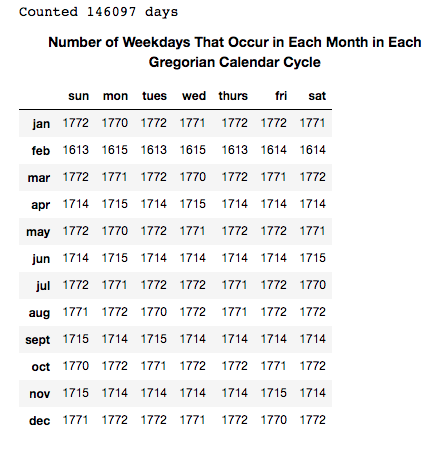 Counted 146097 days
Number of Weekdays That Occur in Each Month in Each
Gregorian Calendar Cycle
sun mon tues wed thurs fri sat
jan 1772 1770 1772 1771 1772 1772 1771
feb 1613 1615 1613 1615 1613 1614 1614
mar 1772 1771 1772 1770 1772 1771 1772
apr 1714 1715 1714 1715 1714 1714 1714
may 1772 1770 1772 1771 1772 1772 1771
jun 1714 1715 1714 1714 1714 1714 1715
jul 1772 1771 1772 1772 1771 1772 1770
aug 1771 1772 1770 1772 1771 1772 1772
sept 1715 1714 1715 1714 1714 1714 1714
oct 1770 1772 1771 1772 1772 1771 1772
nov 1715 1714 1714 1714 1714 1715 1714
dec 1771 1772 1772 1771 1772 1770 1772